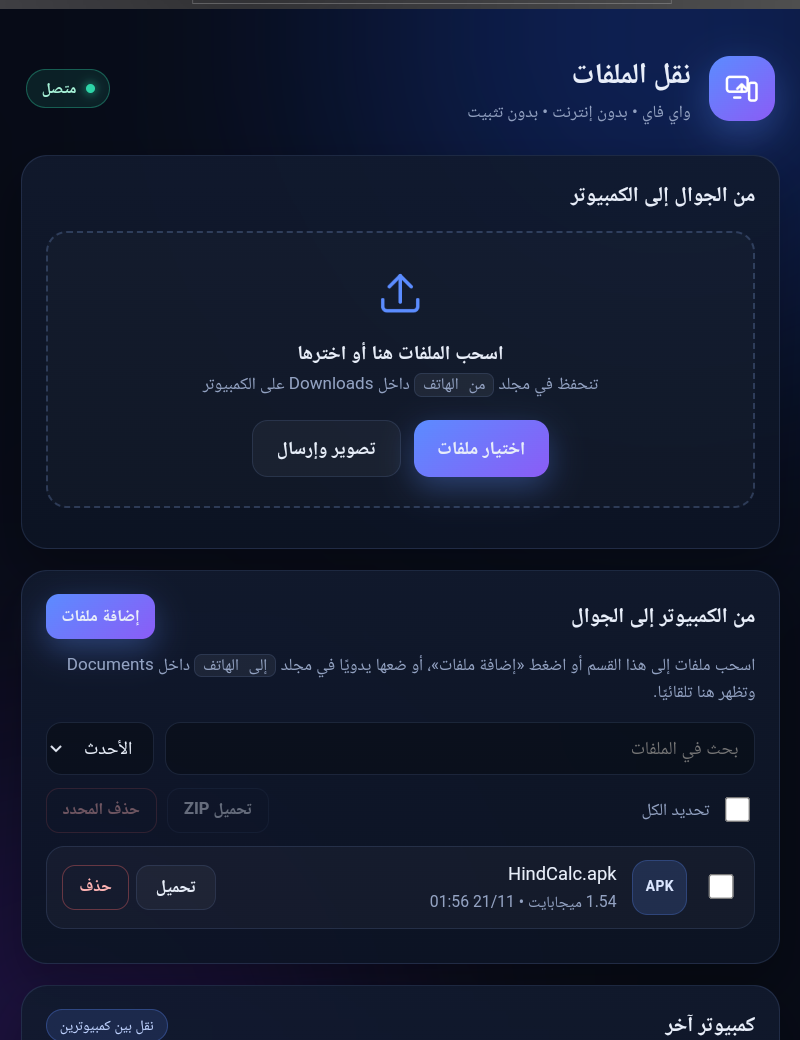 نقل الملفات
واي فاي • بدون إنترنت • بدون تثبيت
متصل
من الجوال إلى الكمبيوتر
اسحب الملفات هنا أو اخترها
تنحفظ في مجلد من الهاتف داخل Downloads على الكمبيوتر
اختيار ملفات
تصوير وإرسال
من الكمبيوتر إلى الجوال
إضافة ملفات
اسحب ملفات إلى هذا القسم أو اضغط «إضافة ملفات»، أو ضعها يدويًا في مجلد إلى الهاتف داخل Documents
وتظهر هنا تلقائيًا.
بحث في الملفات
الأحدث
تحديد الكل
تحميل ZIP
حذف المحدد
APK
HindCalc.apk
1.54 ميجابايت • 21/11 01:56
تحميل
حذف
كمبيوتر آخر
نقل بين كمبيوترين